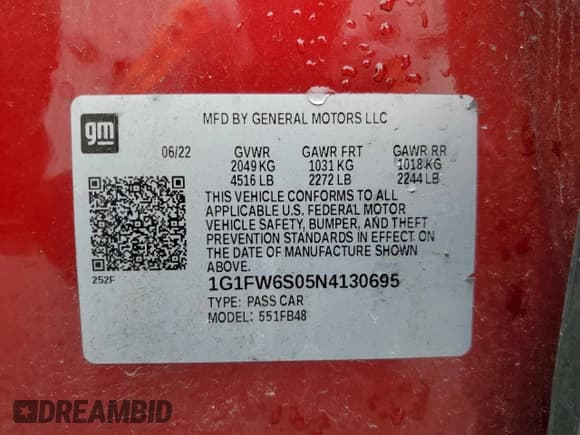 gm
MFD BY GENERAL MOTORS LLC
06/22 GVWR GAWR FRT GAWR RR
2049 KG 1031 KG 1018 KG
4516 LB 2272 LB 2244 LB
THIS VEHICLE CONFORMS TO ALL
APPLICABLE U.S. FEDERAL MOTOR
VEHICLE SAFETY, BUMPER, AND THEFT
PREVENTION STANDARDS IN EFFECT ON
THE DATE OF MANUFACTURE SHOWN
ABOVE.
252F
1G1FW6S05N4130695
TYPE: PASS CAR
MODEL: 551FB48
DREAMBID